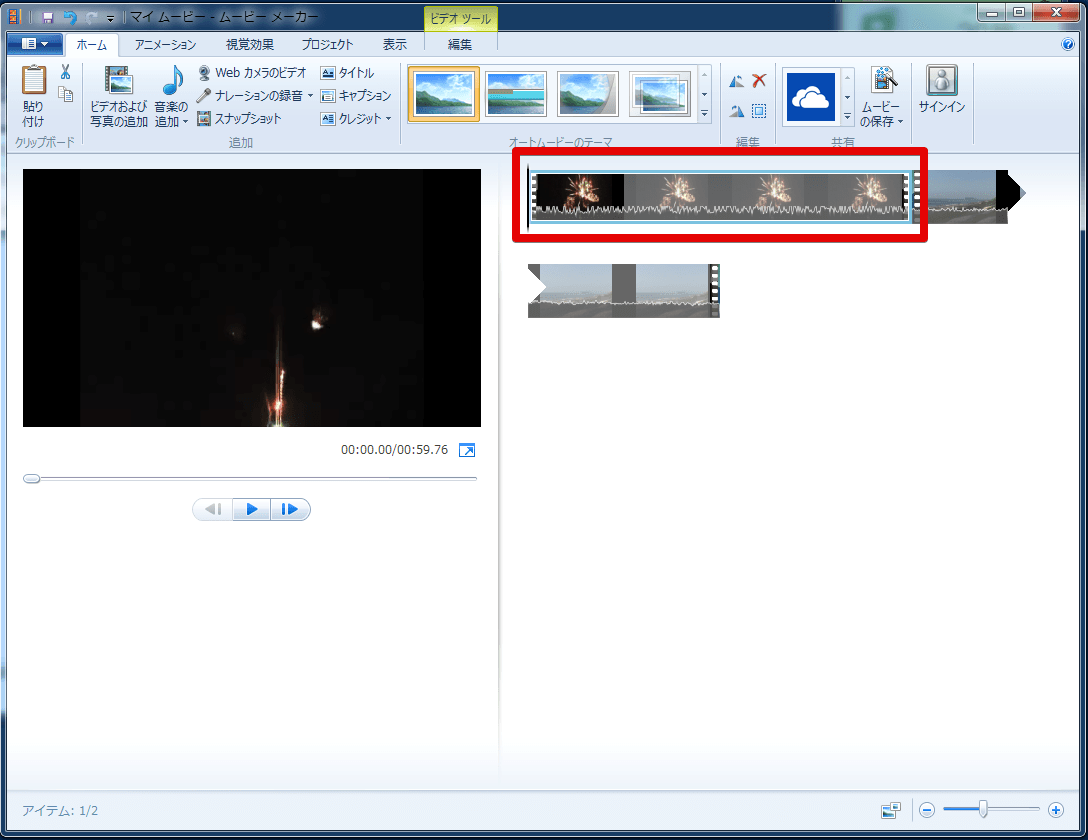 マイ ムービー - ムービー メーカー
ビデオ ツール
ホーム
アニメーション
視覚効果
プロジェクト
表示
編集
貼り
付け
クリップボード
ビデオおよび
写真の追加
音楽の
追加
Web カメラのビデオ
ナレーションの録音
スナップショット
タイトル
キャプション
クレジット
追加
オートムービーのテーマ
編集
ムービー
の保存
共有
サインイン
00:00.00/00:59.76
アイテム: 1/2